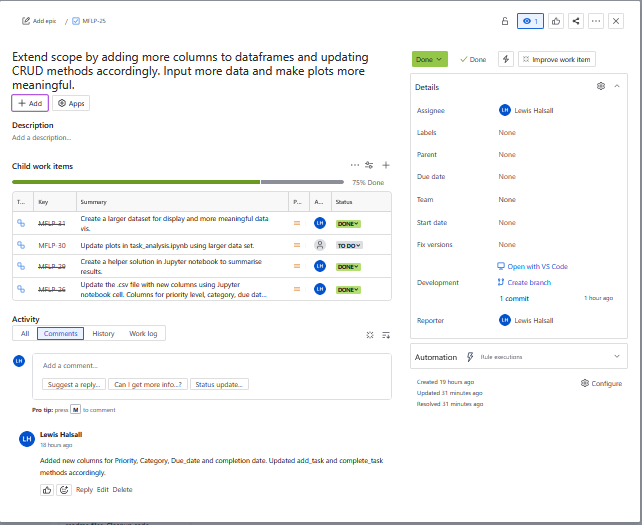 Add epic / MFLP-25
1
Extend scope by adding more columns to dataframes and updating
CRUD methods accordingly. Input more data and make plots more
meaningful.
+ Add
Apps
Description
Add a description...
Child work items
75% Done
T... Key Summary P... A... Status
MFLP-31 Create a larger dataset for display and more meaningful data
vis. LH DONE
MFLP-30 Update plots in task_analysis.ipynb using larger data set. TO DO
MFLP-29 Create a helper solution in Jupyter notebook to summarise
results. LH DONE
MFLP-26 Update the .csv file with new columns using Jupyter
notebook cell. Columns for priority level, category, due dat... LH DONE
Activity
All Comments History Work log
LH
Add a comment...
Suggest a reply... Can I get more info...? Status update...
Pro tip: press M to comment
LH Lewis Halsall
18 hours ago
Added new columns for Priority, Category, Due_date and completion date. Updated add_task and complete_task
methods accordingly.
Reply Edit Delete
Done
Done
Improve work item
Details
Assignee LH Lewis Halsall
Labels None
Parent None
Due date None
Team None
Start date None
Fix versions None
Development Open with VS Code
Create branch
1 commit 1 hour ago
Reporter LH Lewis Halsall
Automation Rule executions
Created 19 hours ago
Updated 31 minutes ago
Resolved 31 minutes ago
Configure